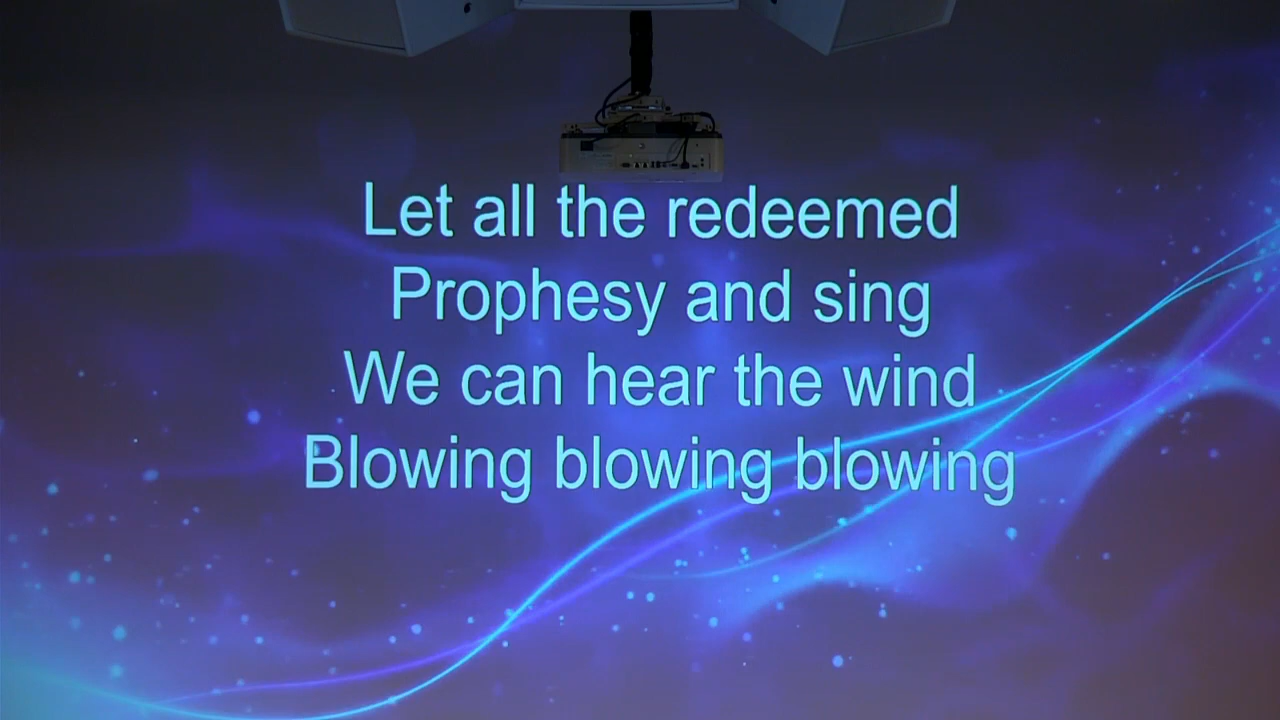 Let all the redeemed
Prophesy and sing
We can hear the wind
Blowing blowing blowing